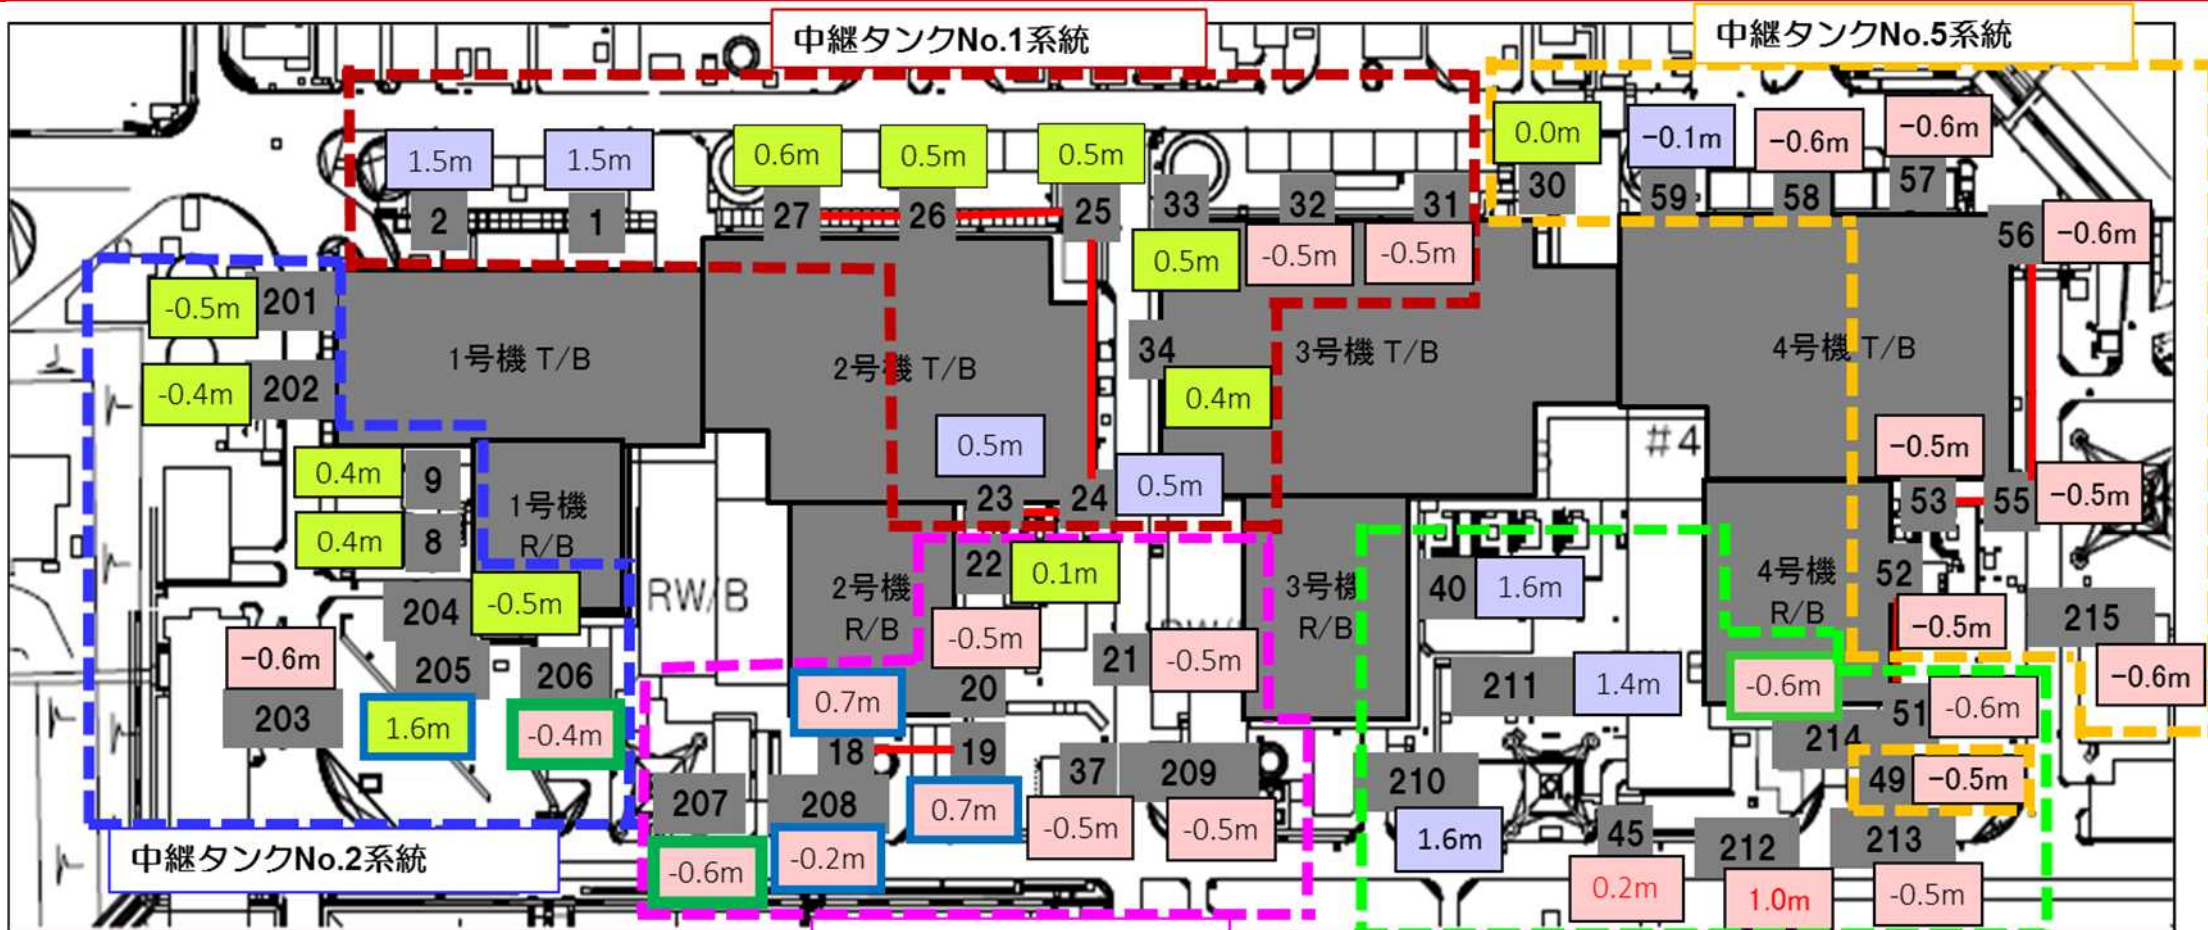 中継タンクNo.1系統
中継タンクNo.5系統
1.5m
1.5m
0.6m
0.5m
0.5m
0.0m
−0.1m
−0.6m
−0.6m
2
1
27
26
25
33
32
31
30
59
58
57
0.5m
-0.5m
-0.5m
56
−0.6m
-0.5m
201
-0.4m
202
1号機 T/B
2号機 T/B
34
3号機 T/B
4号機 T/B
0.4m
0.5m
#4
−0.5m
0.4m
9
1号機
R/B
23
24
0.5m
53
55
−0.5m
0.4m
8
22
0.1m
2号機
R/B
3号機
R/B
40
1.6m
4号機
R/B
52
204
-0.5m
RW/B
-0.5m
−0.5m
215
−0.6m
203
205
206
21
-0.5m
211
1.4m
-0.6m
−0.6m
1.6m
-0.4m
0.7m
20
51
-0.6m
18
19
37
209
210
214
49
−0.5m
207
208
0.7m
-0.5m
-0.5m
1.6m
45
212
213
中継タンクNo.2系統
-0.6m
-0.2m
0.2m
1.0m
-0.5m